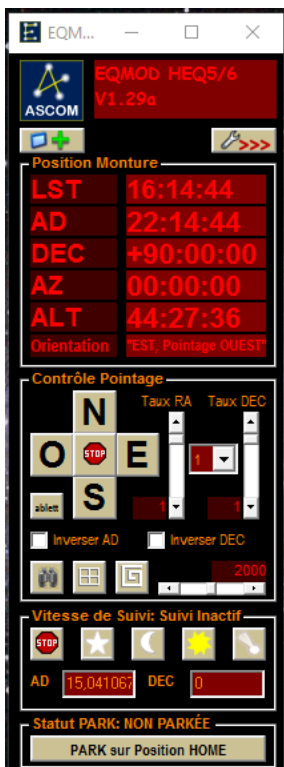 EQM...
ASCOM
EQMOD HEQ5/6
V1.29a
>>>
Position Monture
LST 16:14:44
AD 22:14:44
DEC +90:00:00
AZ 00:00:00
ALT 44:27:36
Orientation "EST, Pointage OUEST"
Contrôle Pointage
N
Taux RA Taux DEC
O STOP E 1
ablett S 1 1
Inverser AD Inverser DEC
2000
Vitesse de Suivi: Suivi Inactif
STOP
AD 15,041067 DEC 0
Statut PARK: NON PARKÉE
PARK sur Position HOME